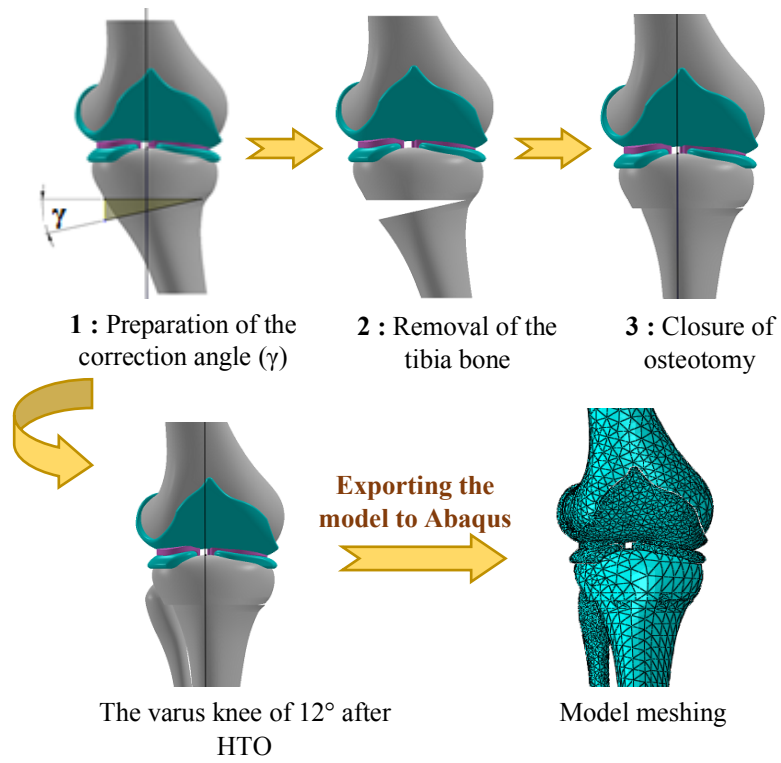 γ
1 : Preparation of the
correction angle (γ)
2 : Removal of the
tibia bone
3 : Closure of
osteotomy
Exporting the
model to Abaqus
The varus knee of 12° after
HTO
Model meshing